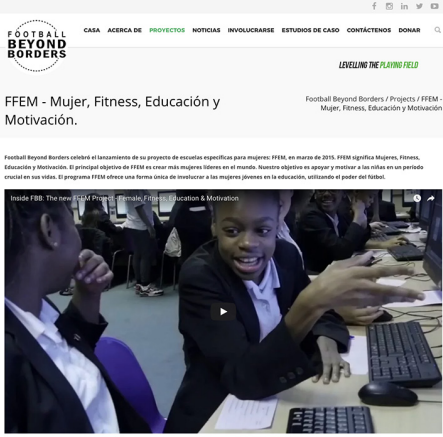 FOOTBALL
BEYOND
BORDERS
CASA ACERCA DE PROYECTOS NOTICIAS INVOLUCRARSE ESTUDIOS DE CASO CONTÁCTENOS DONAR
LEVELLING THE PLAYING FIELD
FFEM - Mujer, Fitness, Educación y
Motivación.
Football Beyond Borders / Projects / FFEM -
Mujer, Fitness, Educación y Motivación
Football Beyond Borders celebró el lanzamiento de su proyecto de escuelas específicas para mujeres: FFEM, en marzo de 2015. FFEM significa Mujeres, Fitness,
Educación y Motivación. El principal objetivo de FFEM es crear más mujeres líderes en el mundo. Nuestro objetivo es apoyar y motivar a las niñas en un período
crucial en sus vidas. El programa FFEM ofrece una forma única de involucrar a las mujeres jóvenes en la educación, utilizando el poder del fútbol.
Inside FBB: The new FFEM Project - Female, Fitness, Education & Motivation